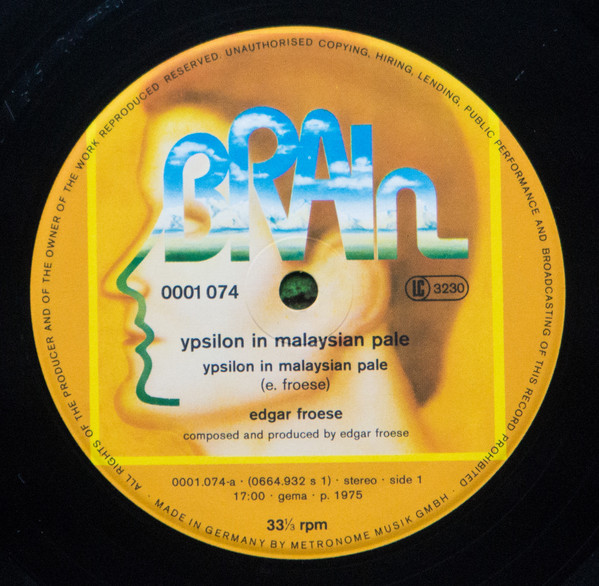 ALL RIGHTS OF THE PRODUCER AND OF THE OWNER OF THE WORK REPRODUCED RESERVED. UNAUTHORISED COPYING, HIRING, LENDING, PUBLIC PERFORMANCE AND BROADCASTING OF THIS RECORD PROHIBITED ·
BRAIn
0001 074
LC 3230
ypsilon in malaysian pale
ypsilon in malaysian pale
(e. froese)
edgar froese
composed and produced by edgar froese
0001.074-a · (0664.932 s 1) · stereo · side 1
17:00 · gema · p. 1975
33⅓ rpm
· MADE IN GERMANY BY METRONOME MUSIK GMBH ·